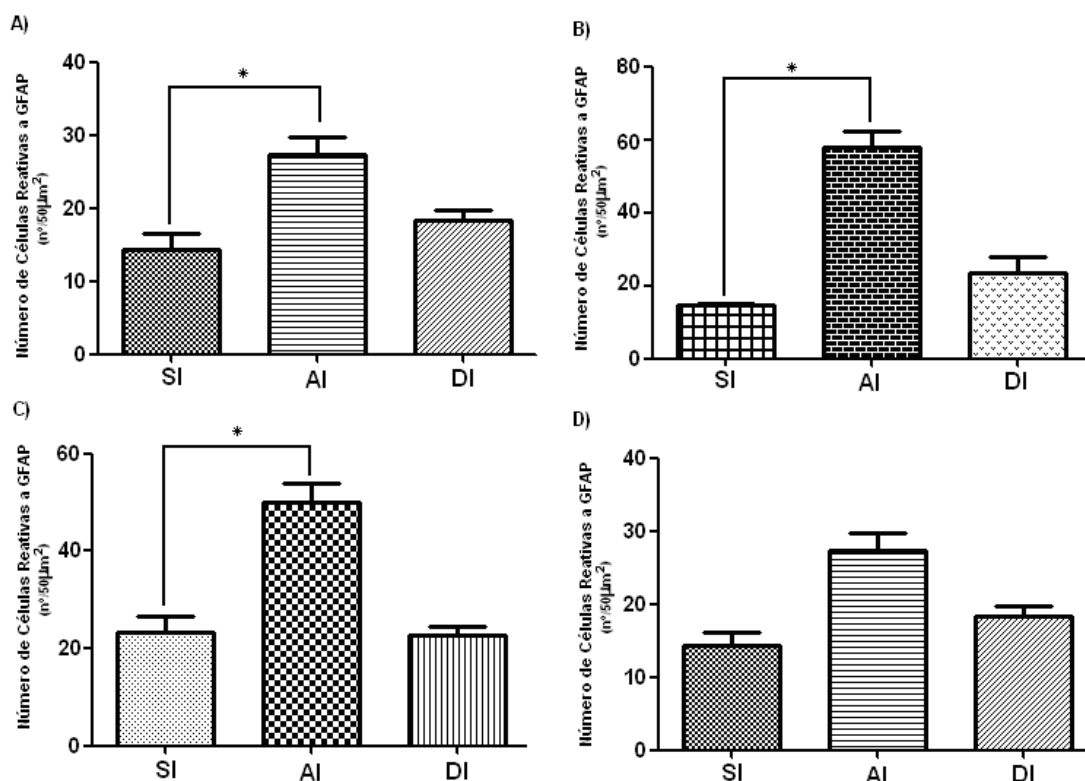 A)
Número de Células Reativas a GFAP
(nº/50µm²)
40
30
20
10
0
*
SI
AI
DI
B)
Número de Células Reativas a GFAP
(nº/50µm²)
80
60
40
20
0
*
SI
AI
DI
C)
Número de Células Reativas a GFAP
(nº/50µm²)
60
40
20
0
*
SI
AI
DI
D)
Número de Células Reativas a GFAP
(nº/50µm²)
40
30
20
10
0
SI
AI
DI